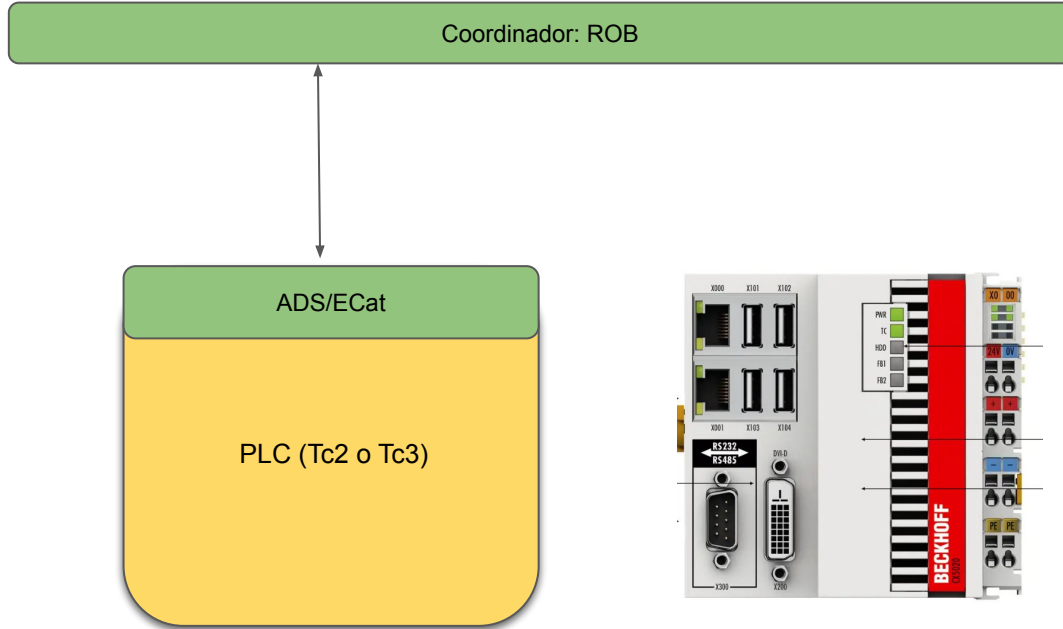 Coordinador: ROB
ADS/ECat
PLC (Tc2 o Tc3)
X000 X101 X102
X001 X103 X104
RS232
RS485
DVI-D
X300
X200
PWR
TC
HDD
FB1
FB2
BECKHOFF
CX5020
X0 00
24V 0V
+ +
- -
PE PE